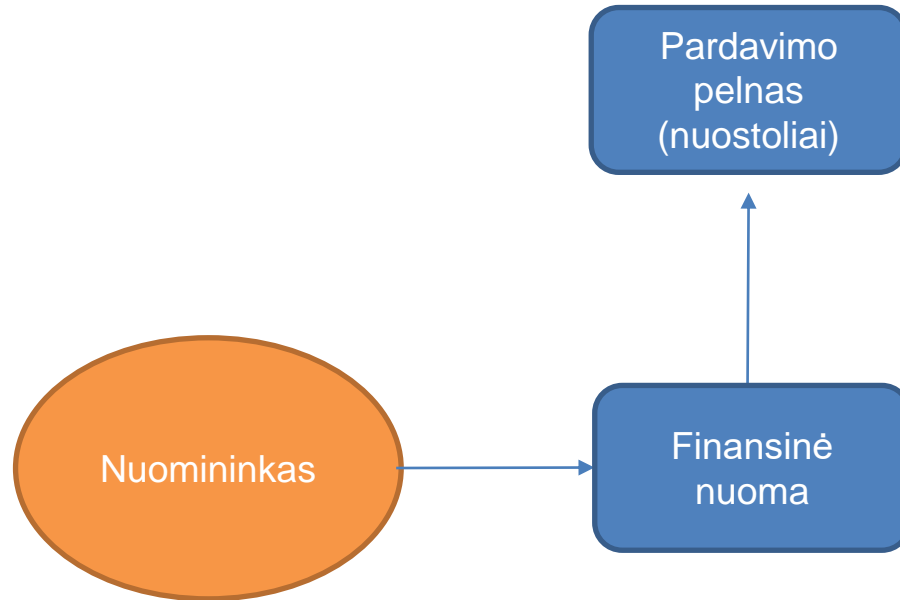 Pardavimo
pelnas
(nuostoliai)
Nuomininkas
Finansinė
nuoma